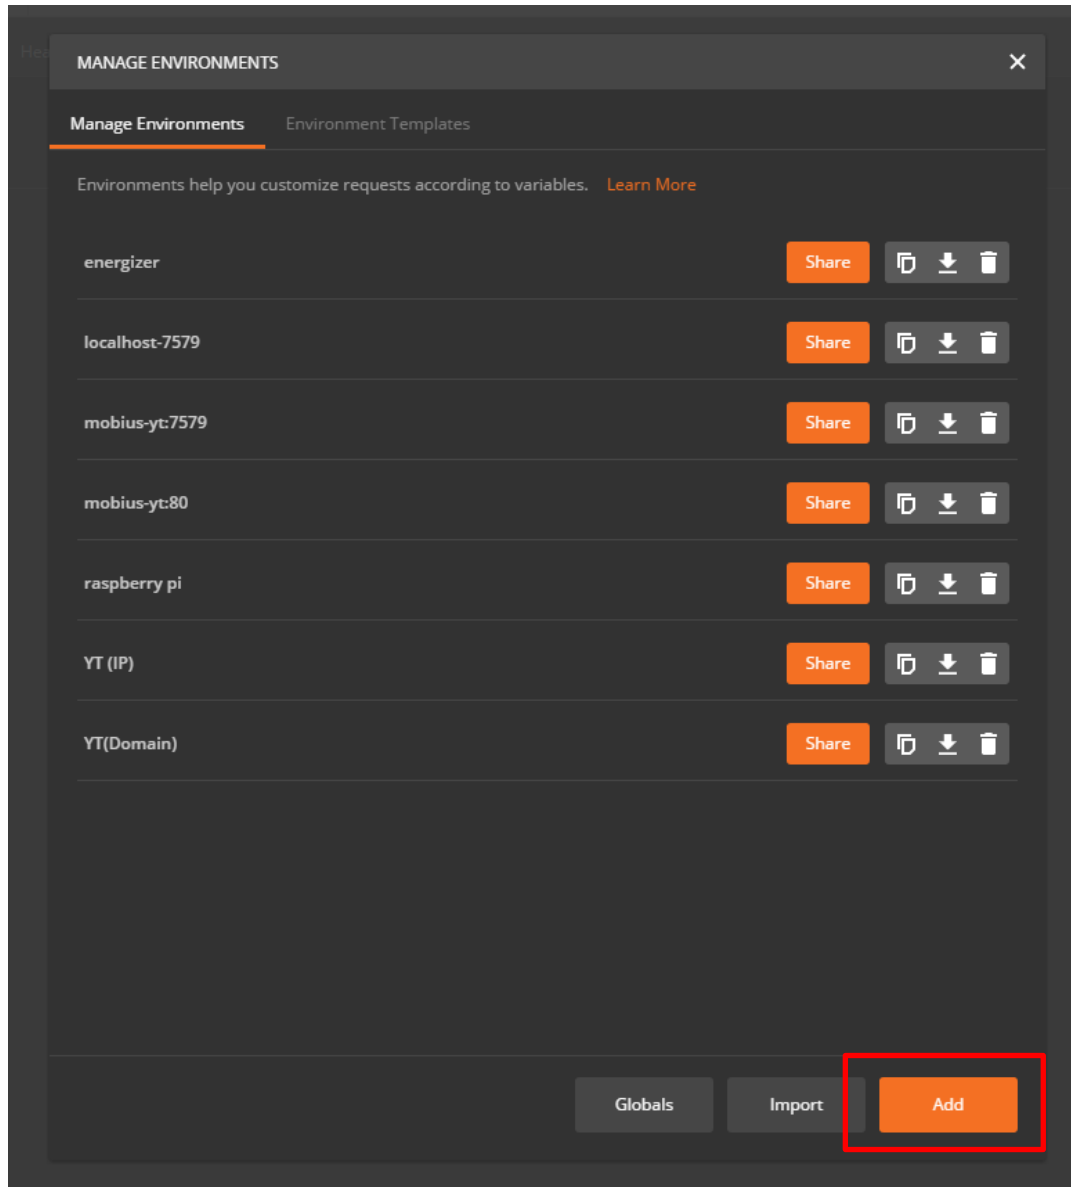 Hea
MANAGE ENVIRONMENTS
Manage Environments Environment Templates
Environments help you customize requests according to variables. Learn More
energizer Share
localhost-7579 Share
mobius-yt:7579 Share
mobius-yt:80 Share
raspberry pi Share
YT (IP) Share
YT(Domain) Share
Globals Import Add